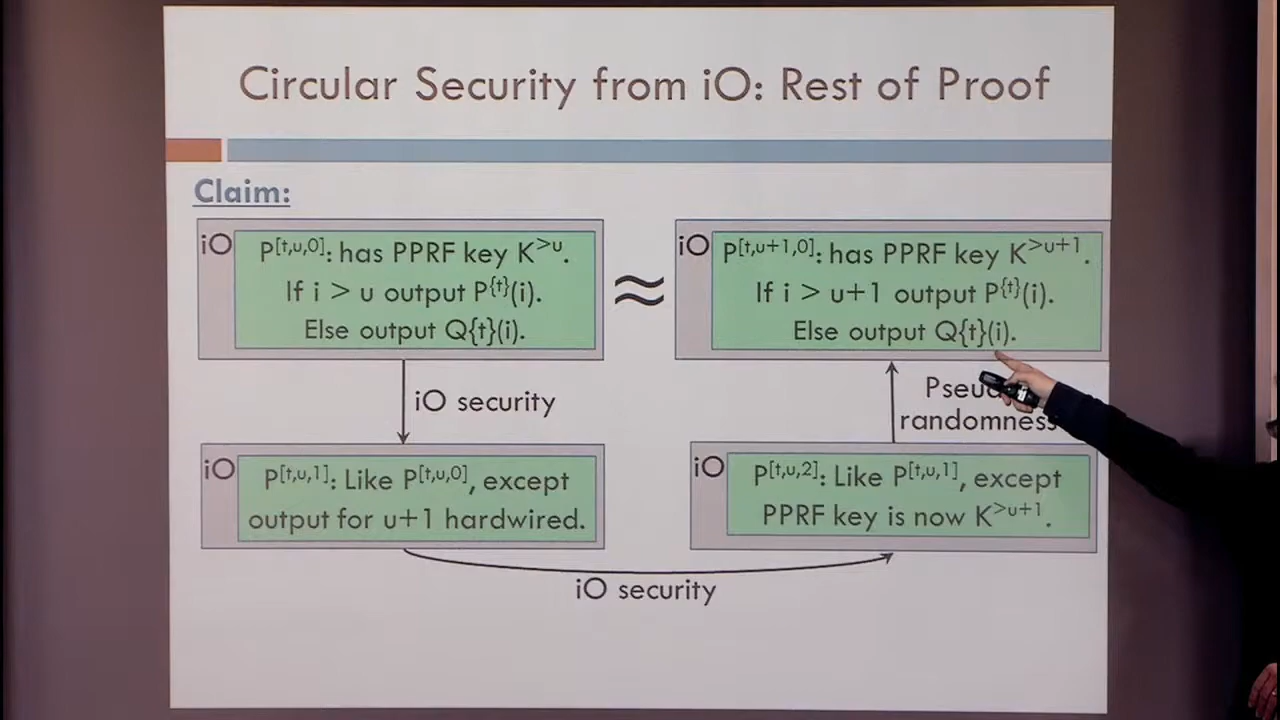 Circular Security from iO: Rest of Proof
Claim:
iO
P[t,u,0]: has PPRF key K>u.
If i > u output P{t}(i).
Else output Q{t}(i).
≈
iO
P[t,u+1,0]: has PPRF key K>u+1.
If i > u+1 output P{t}(i).
Else output Q{t}(i).
iO security
Pseu
randomness
iO
P[t,u,1]: Like P[t,u,0], except
output for u+1 hardwired.
iO
P[t,u,2]: Like P[t,u,1], except
PPRF key is now K>u+1.
iO security